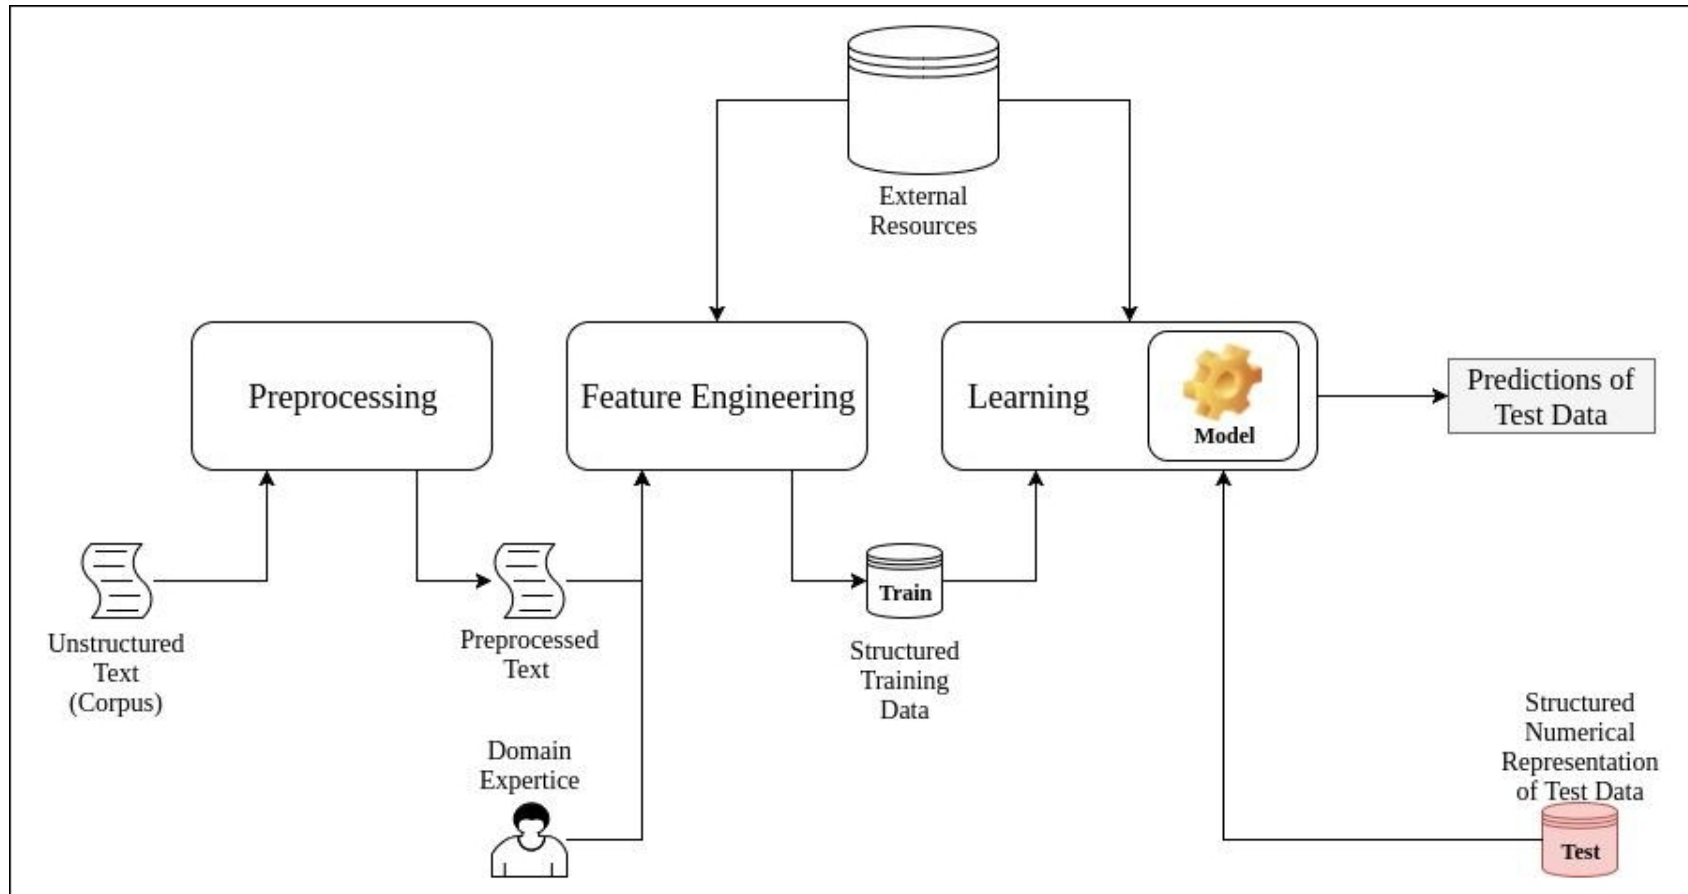 External
Resources
Preprocessing
Feature Engineering
Learning
Model
Predictions of
Test Data
Unstructured
Text
(Corpus)
Preprocessed
Text
Train
Structured
Training
Data
Domain
Expertice
Structured
Numerical
Representation
of Test Data
Test